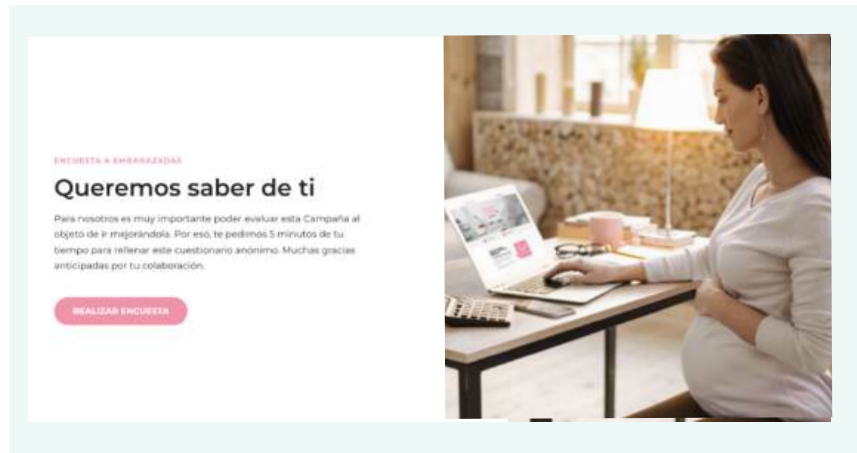 ENCUESTA A EMBARAZADAS
Queremos saber de ti
Para nosotros es muy importante poder evaluar esta Campaña al
objeto de ir mejorándola. Por eso, te pedimos 5 minutos de tu
tiempo para rellenar este cuestionario anónimo. Muchas gracias
anticipadas por tu colaboración.
REALIZAR ENCUESTA